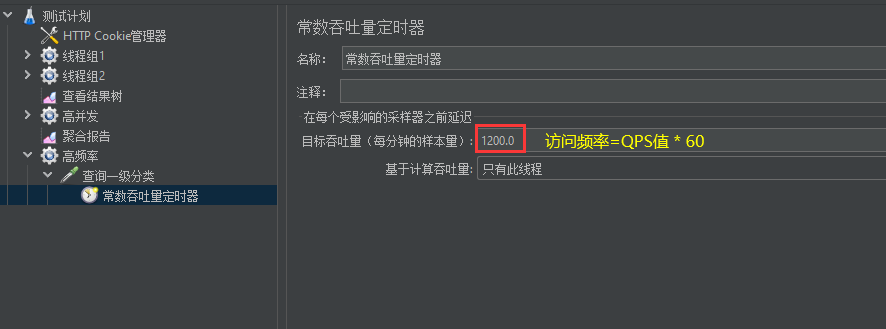 测试计划
HTTP Cookie管理器
线程组1
线程组2
查看结果树
高并发
聚合报告
高频率
查询一级分类
常数吞吐量定时器
常数吞吐量定时器
名称： 常数吞吐量定时器
注释：
在每个受影响的采样器之前延迟
目标吞吐量（每分钟的样本量）: 1200.0 访问频率=QPS值 * 60
基于计算吞吐量: 只有此线程